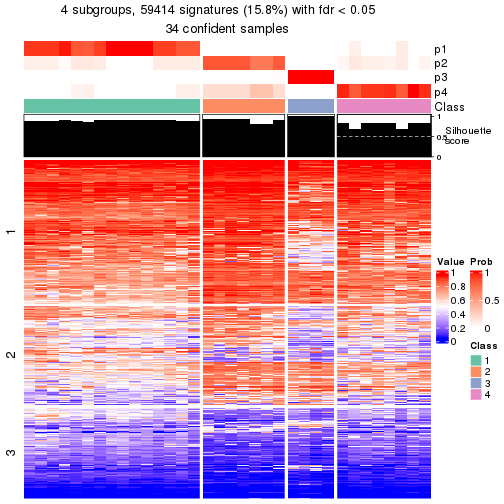 4 subgroups, 59414 signatures (15.8%) with fdr < 0.05
34 confident samples
p1
p2
p3
p4
Class
1
0.5
0
Silhouette
score
1
2
3
Value
1
0.8
0.6
0.4
0.2
0
Prob
1
0.5
0
Class
1
2
3
4